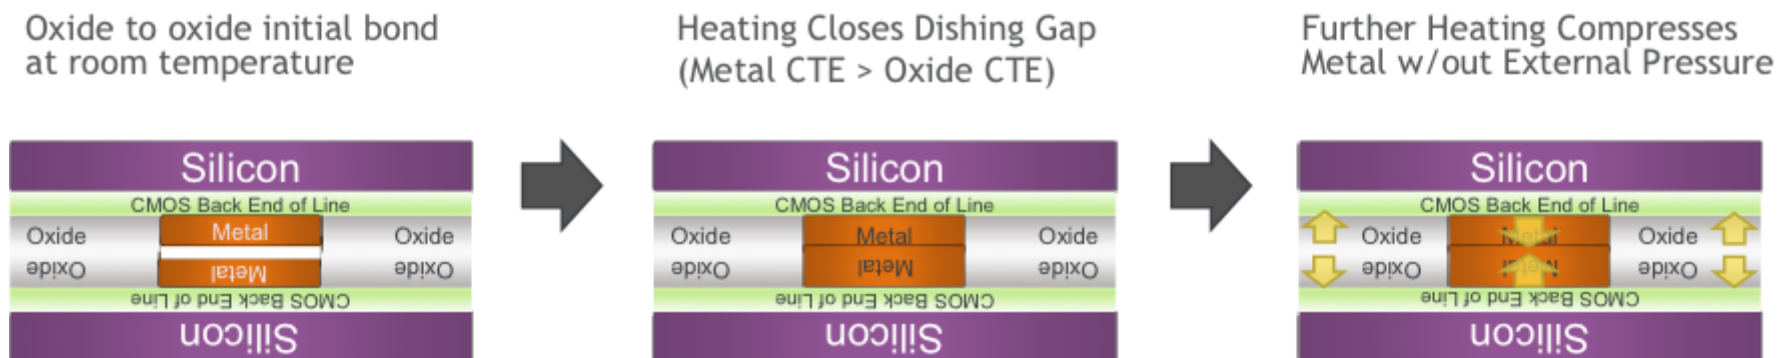 Oxide to oxide initial bond
at room temperature
Heating Closes Dishing Gap
(Metal CTE > Oxide CTE)
Further Heating Compresses
Metal w/out External Pressure
Silicon
CMOS Back End of Line
Oxide Metal Oxide
Oxide Metal Oxide
CMOS Back End of Line
Silicon
Silicon
CMOS Back End of Line
Oxide Metal Oxide
Oxide Metal Oxide
CMOS Back End of Line
Silicon
Silicon
CMOS Back End of Line
Oxide Metal Oxide
Oxide Metal Oxide
CMOS Back End of Line
Silicon